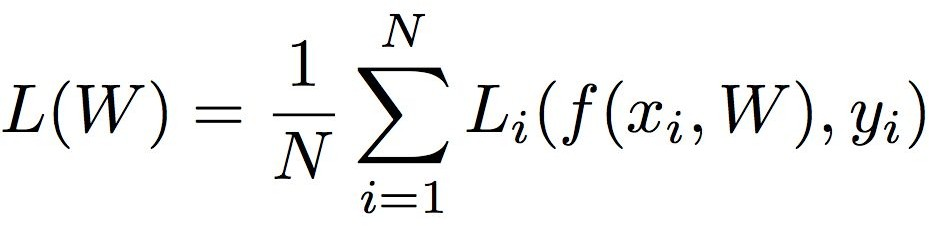 L(W) = \frac{1}{N} \sum_{i=1}^{N} L_i(f(x_i, W), y_i)